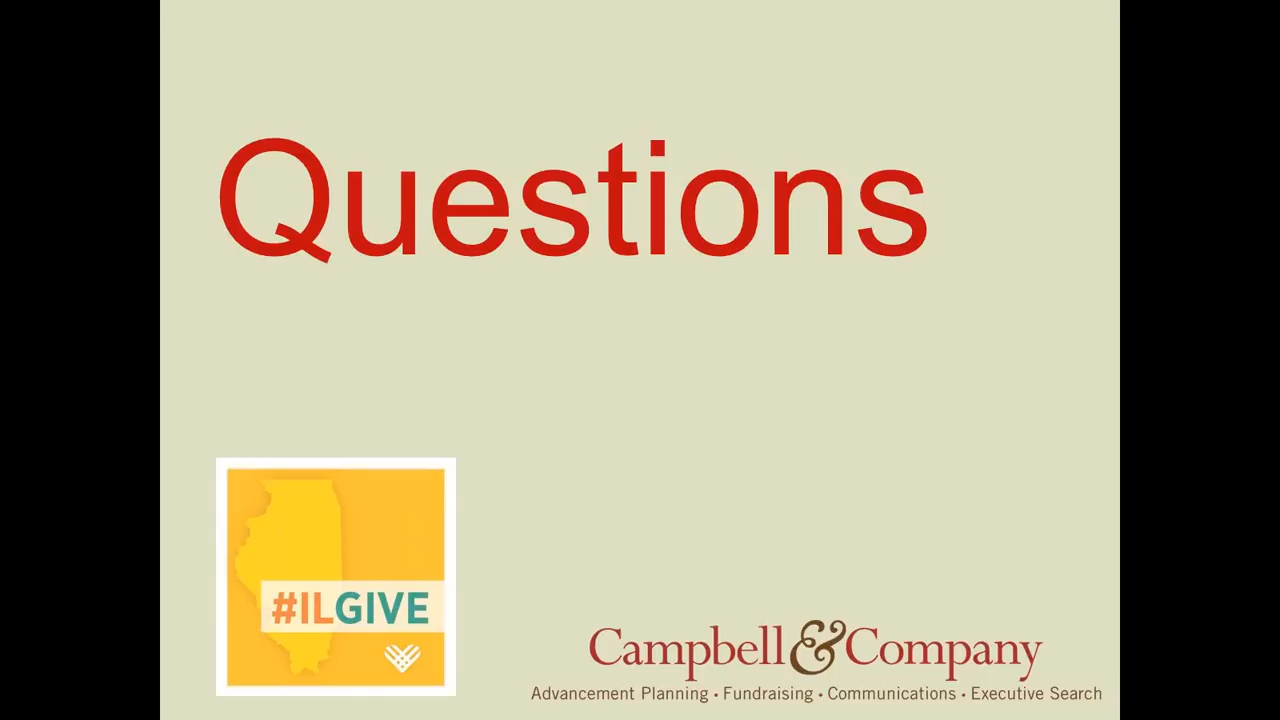 Questions
#ILGIVE
Campbell & Company
Advancement Planning • Fundraising • Communications • Executive Search